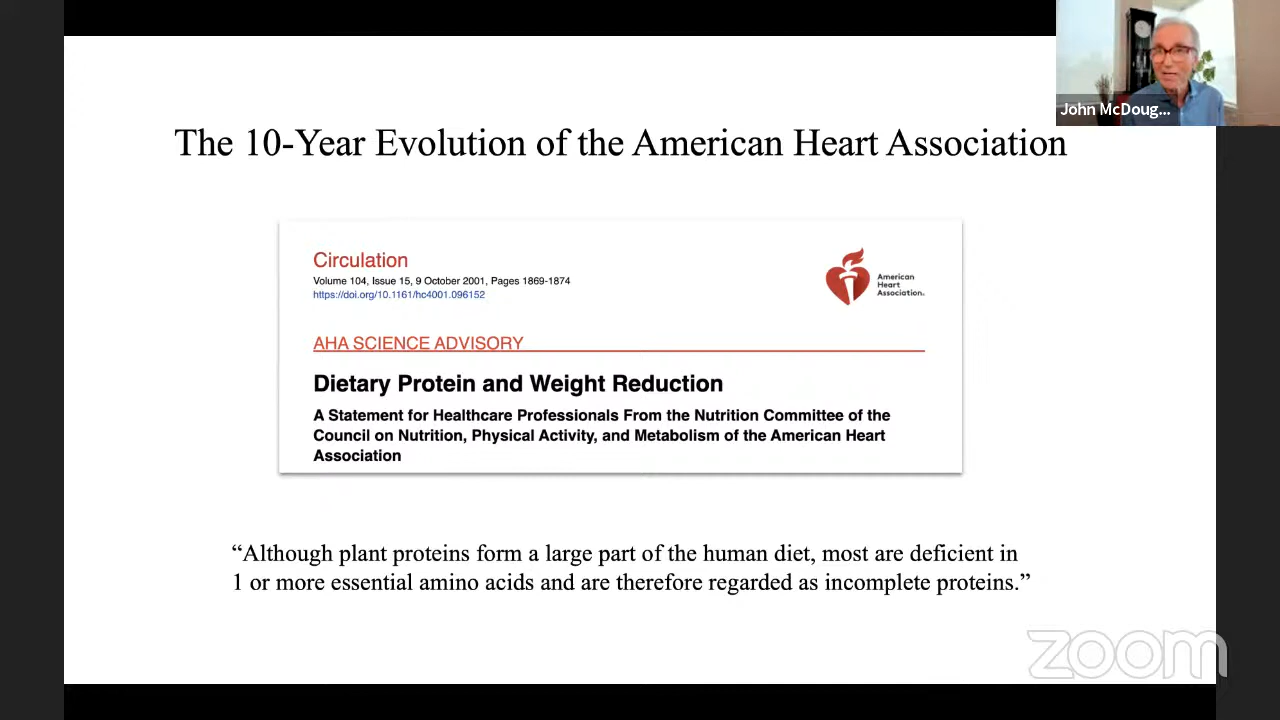 John McDoug...
The 10-Year Evolution of the American Heart Association
Circulation
Volume 104, Issue 15, 9 October 2001, Pages 1869-1874
https://doi.org/10.1161/hc4001.096152
American
Heart
Association.
AHA SCIENCE ADVISORY
Dietary Protein and Weight Reduction
A Statement for Healthcare Professionals From the Nutrition Committee of the
Council on Nutrition, Physical Activity, and Metabolism of the American Heart
Association
“Although plant proteins form a large part of the human diet, most are deficient in
1 or more essential amino acids and are therefore regarded as incomplete proteins.”
zoom